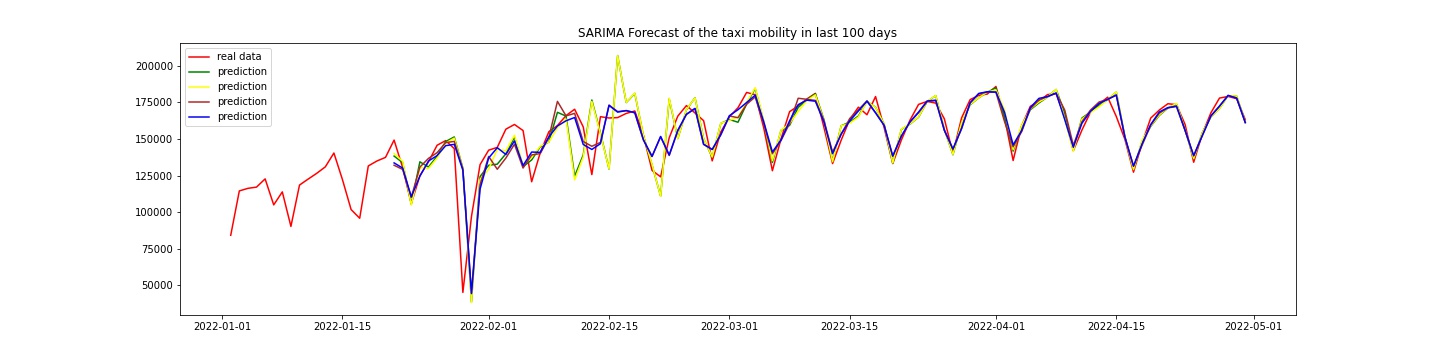 SARIMA Forecast of the taxi mobility in last 100 days
real data
prediction
prediction
prediction
prediction
200000
175000
150000
125000
100000
75000
50000
2022-01-01 2022-01-15 2022-02-01 2022-02-15 2022-03-01 2022-03-15 2022-04-01 2022-04-15 2022-05-01